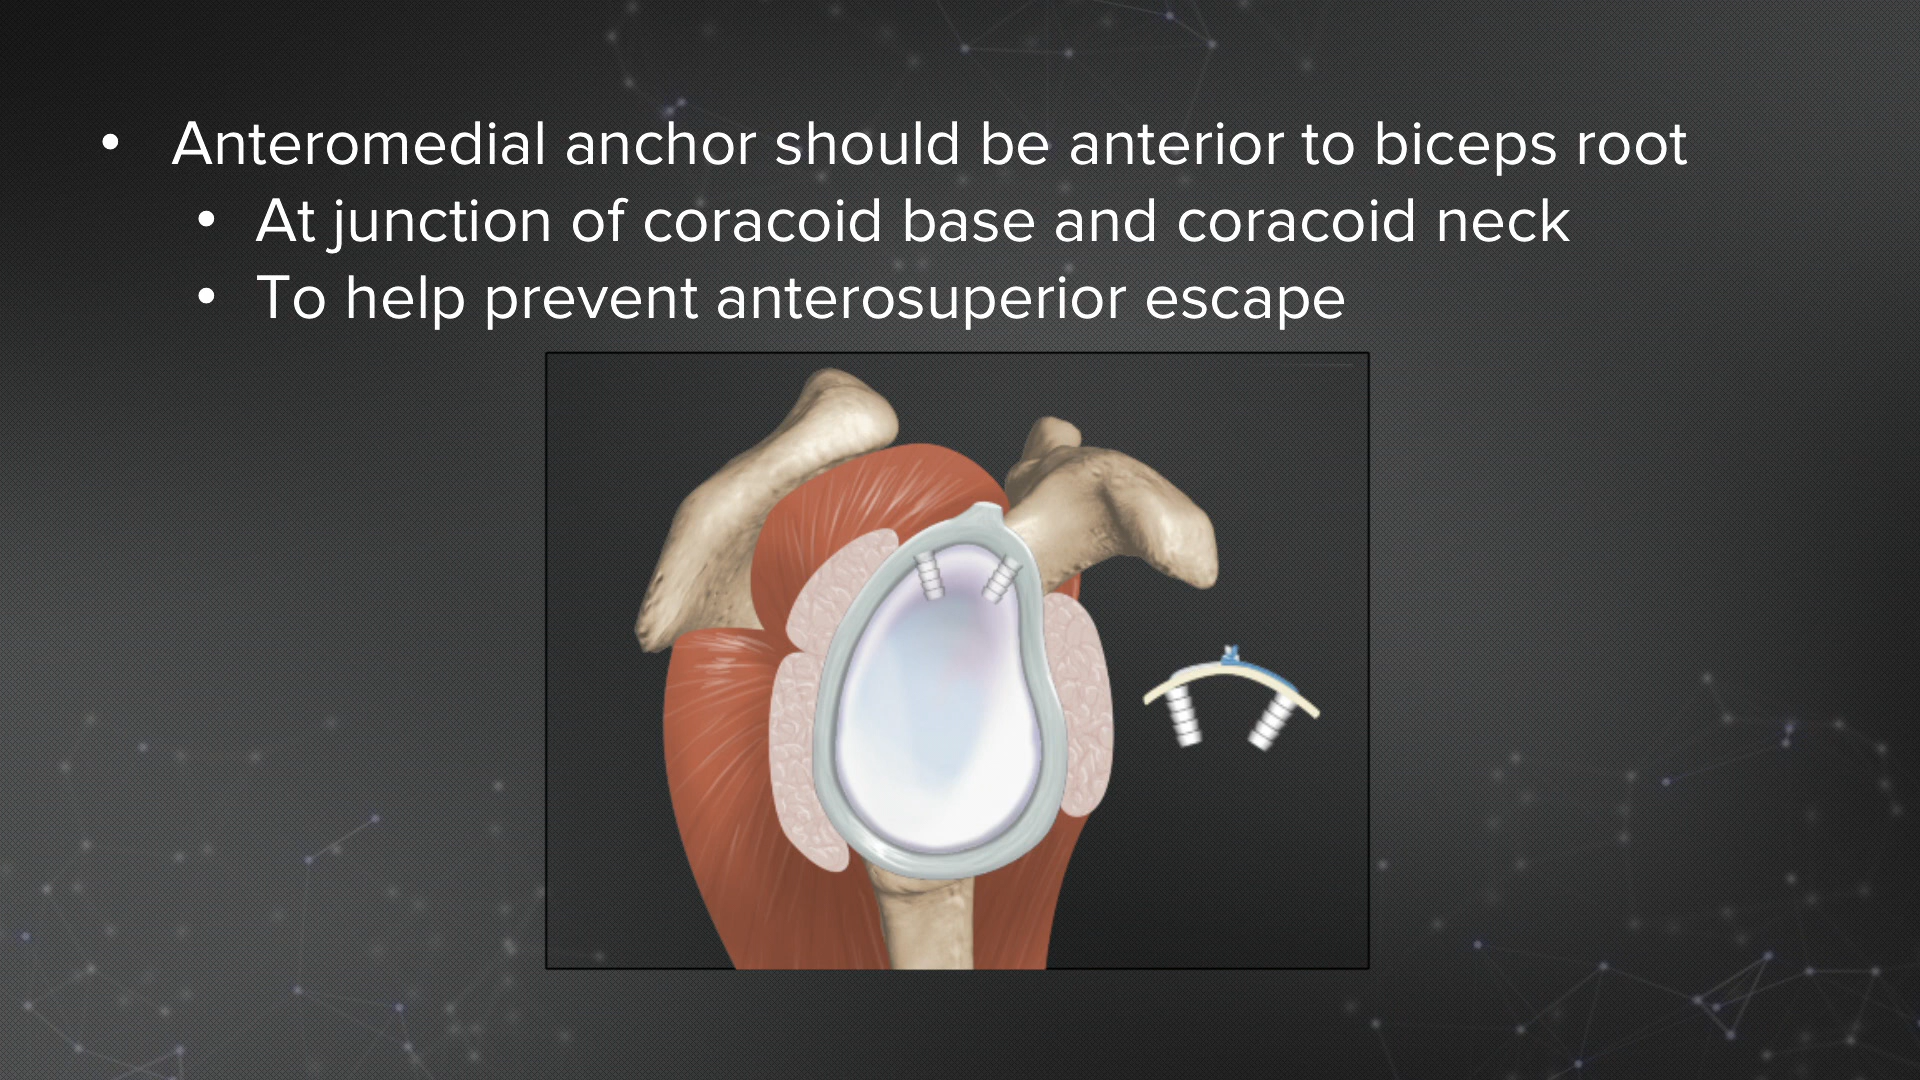 • Anteromedial anchor should be anterior to biceps root
• At junction of coracoid base and coracoid neck
• To help prevent anterosuperior escape